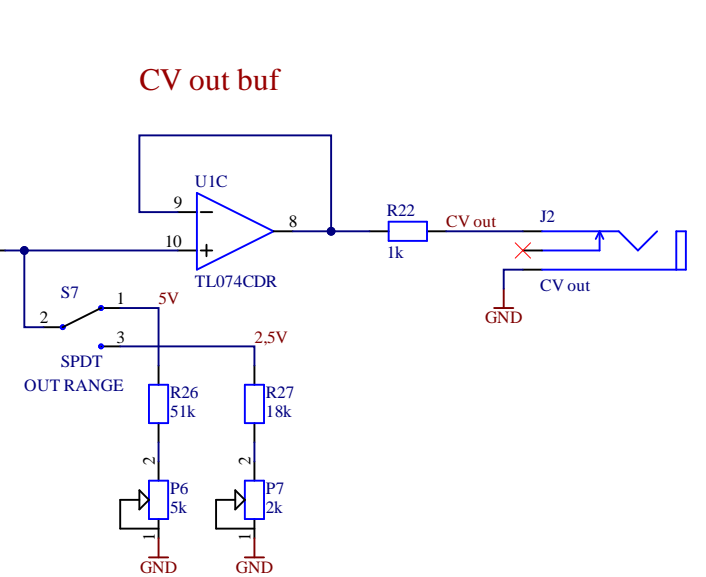 CV out buf
U1C
9
8
10
TL074CDR
R22
1k
CV out
J2
CV out
GND
S7
1
5V
2
3
2,5V
SPDT
OUT RANGE
R26
51k
R27
18k
2
2
P6
5k
P7
2k
1
1
GND
GND